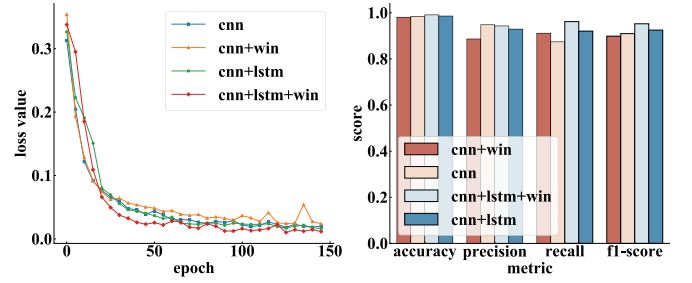 cnn
cnn+win
cnn+lstm
cnn+lstm+win
loss value
0.3
0.2
0.1
0.0
0 50 100 150
epoch
score
1.0
0.8
0.6
0.4
0.2
0.0
cnn+win
cnn
cnn+lstm+win
cnn+lstm
accuracy precision recall f1-score
metric